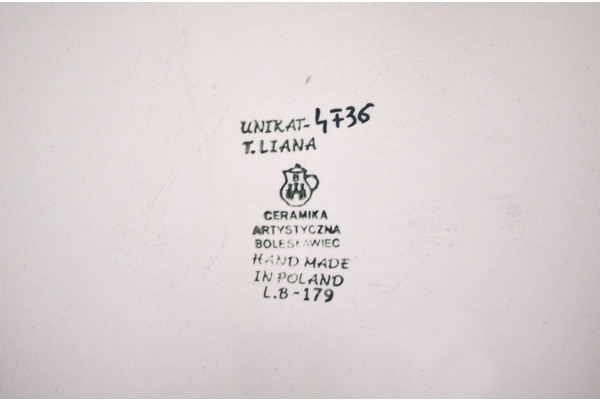 UNIKAT-4736
T. LIANA
B
CERAMIKA
ARTYSTYCZNA
BOLESŁAWIEC
HAND MADE
IN POLAND
L.B-179